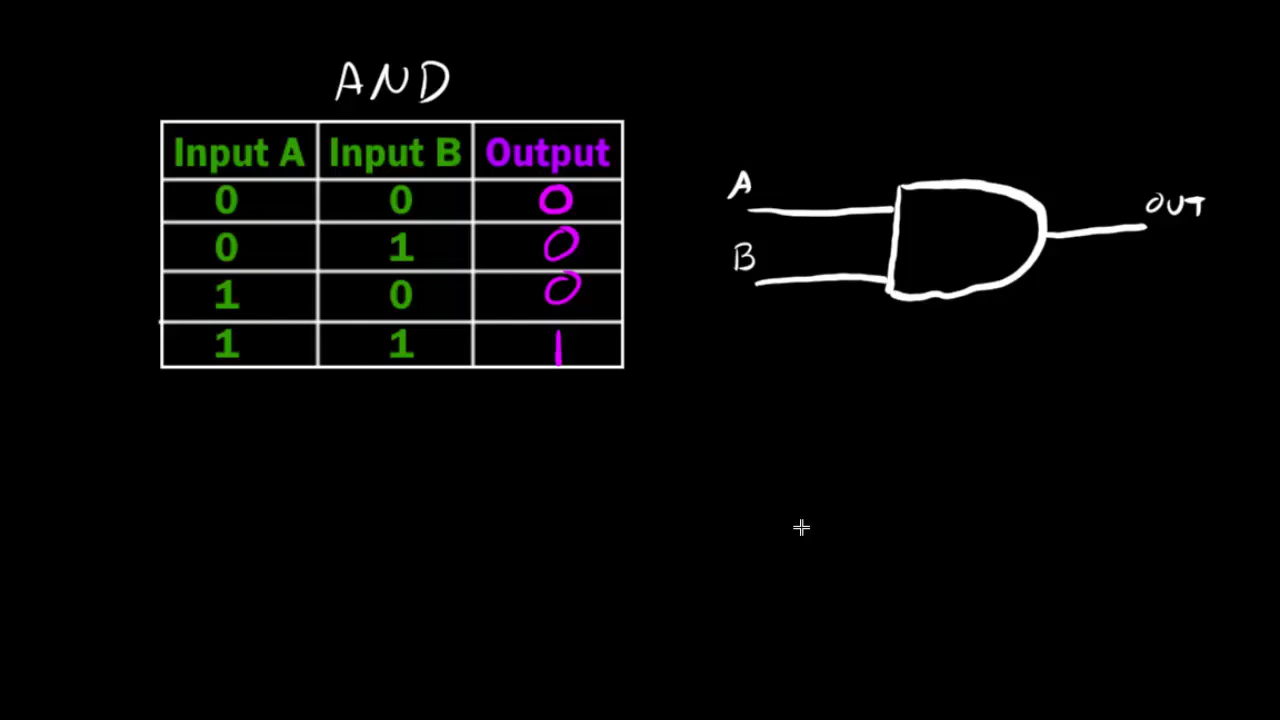 AND
Input A Input B Output
0 0 0
0 1 0
1 0 0
1 1 1
A
B
OUT